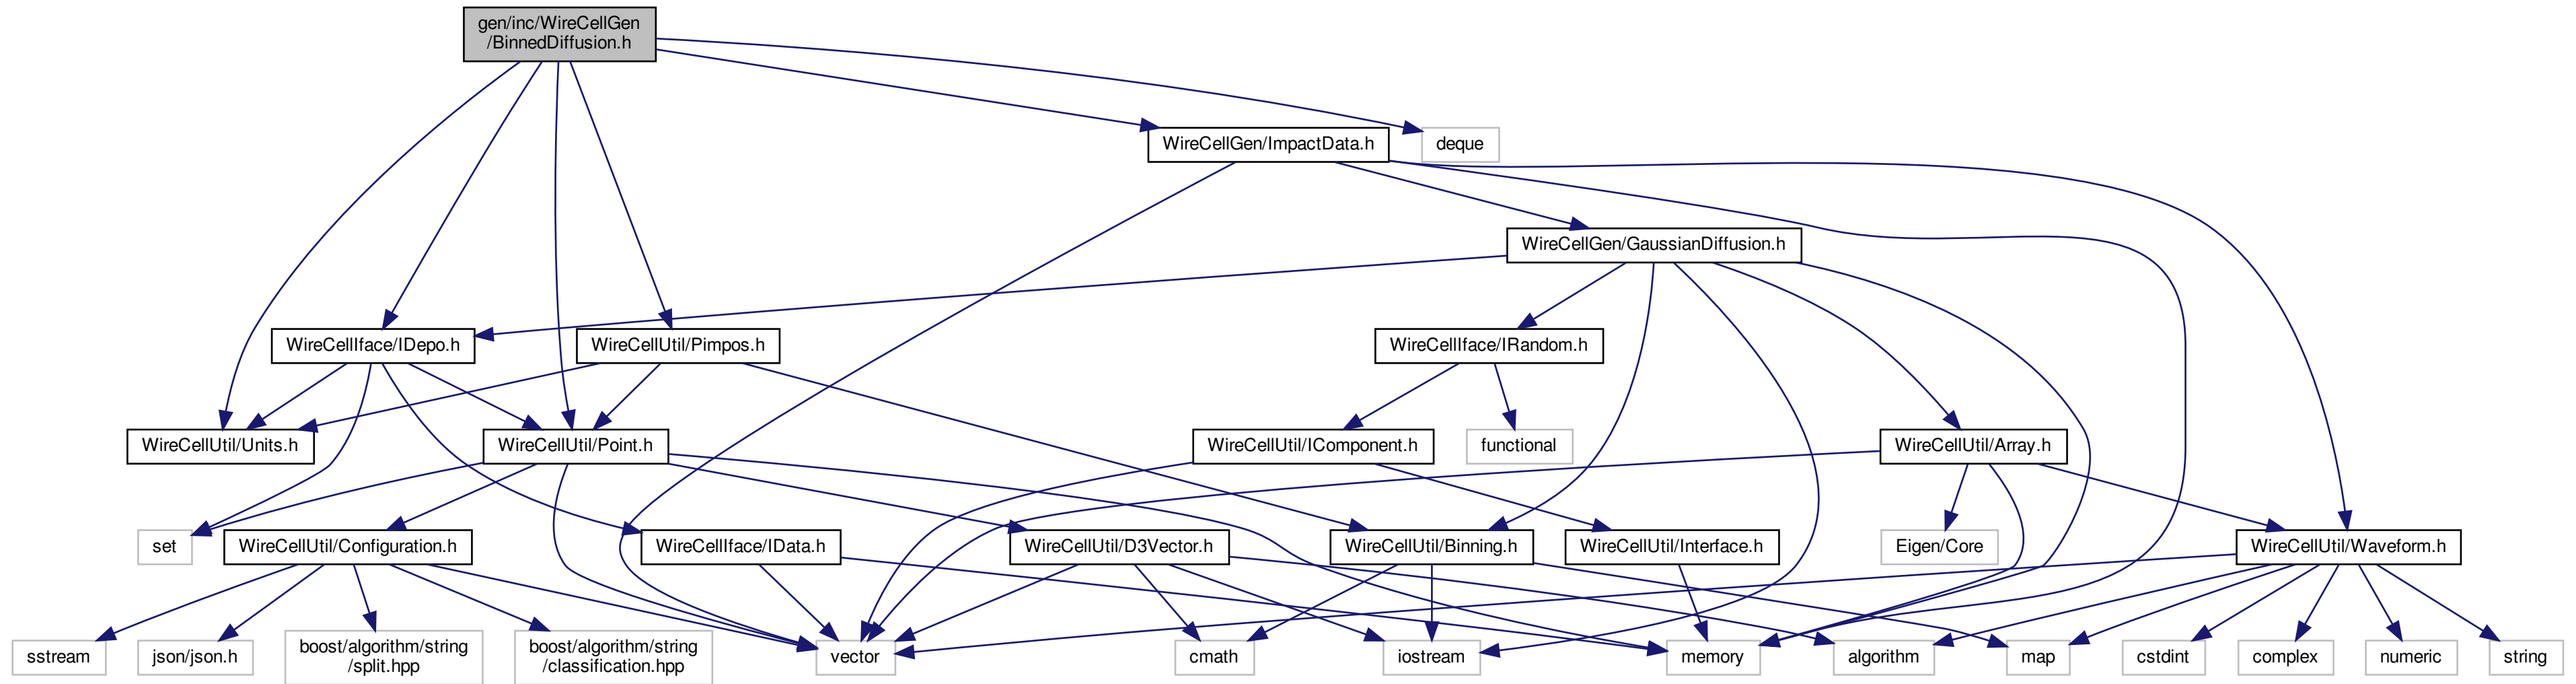 gen/inc/WireCellGen
/BinnedDiffusion.h
WireCellGen/ImpactData.h
deque
WireCellGen/GaussianDiffusion.h
WireCellIface/IDepo.h
WireCellUtil/Pimpos.h
WireCellIface/IRandom.h
WireCellUtil/Units.h
WireCellUtil/Point.h
WireCellUtil/IComponent.h
functional
WireCellUtil/Array.h
set
WireCellUtil/Configuration.h
WireCellIface/IData.h
WireCellUtil/D3Vector.h
WireCellUtil/Binning.h
WireCellUtil/Interface.h
Eigen/Core
WireCellUtil/Waveform.h
sstream
json/json.h
boost/algorithm/string
/split.hpp
boost/algorithm/string
/classification.hpp
vector
cmath
iostream
memory
algorithm
map
cstdint
complex
numeric
string